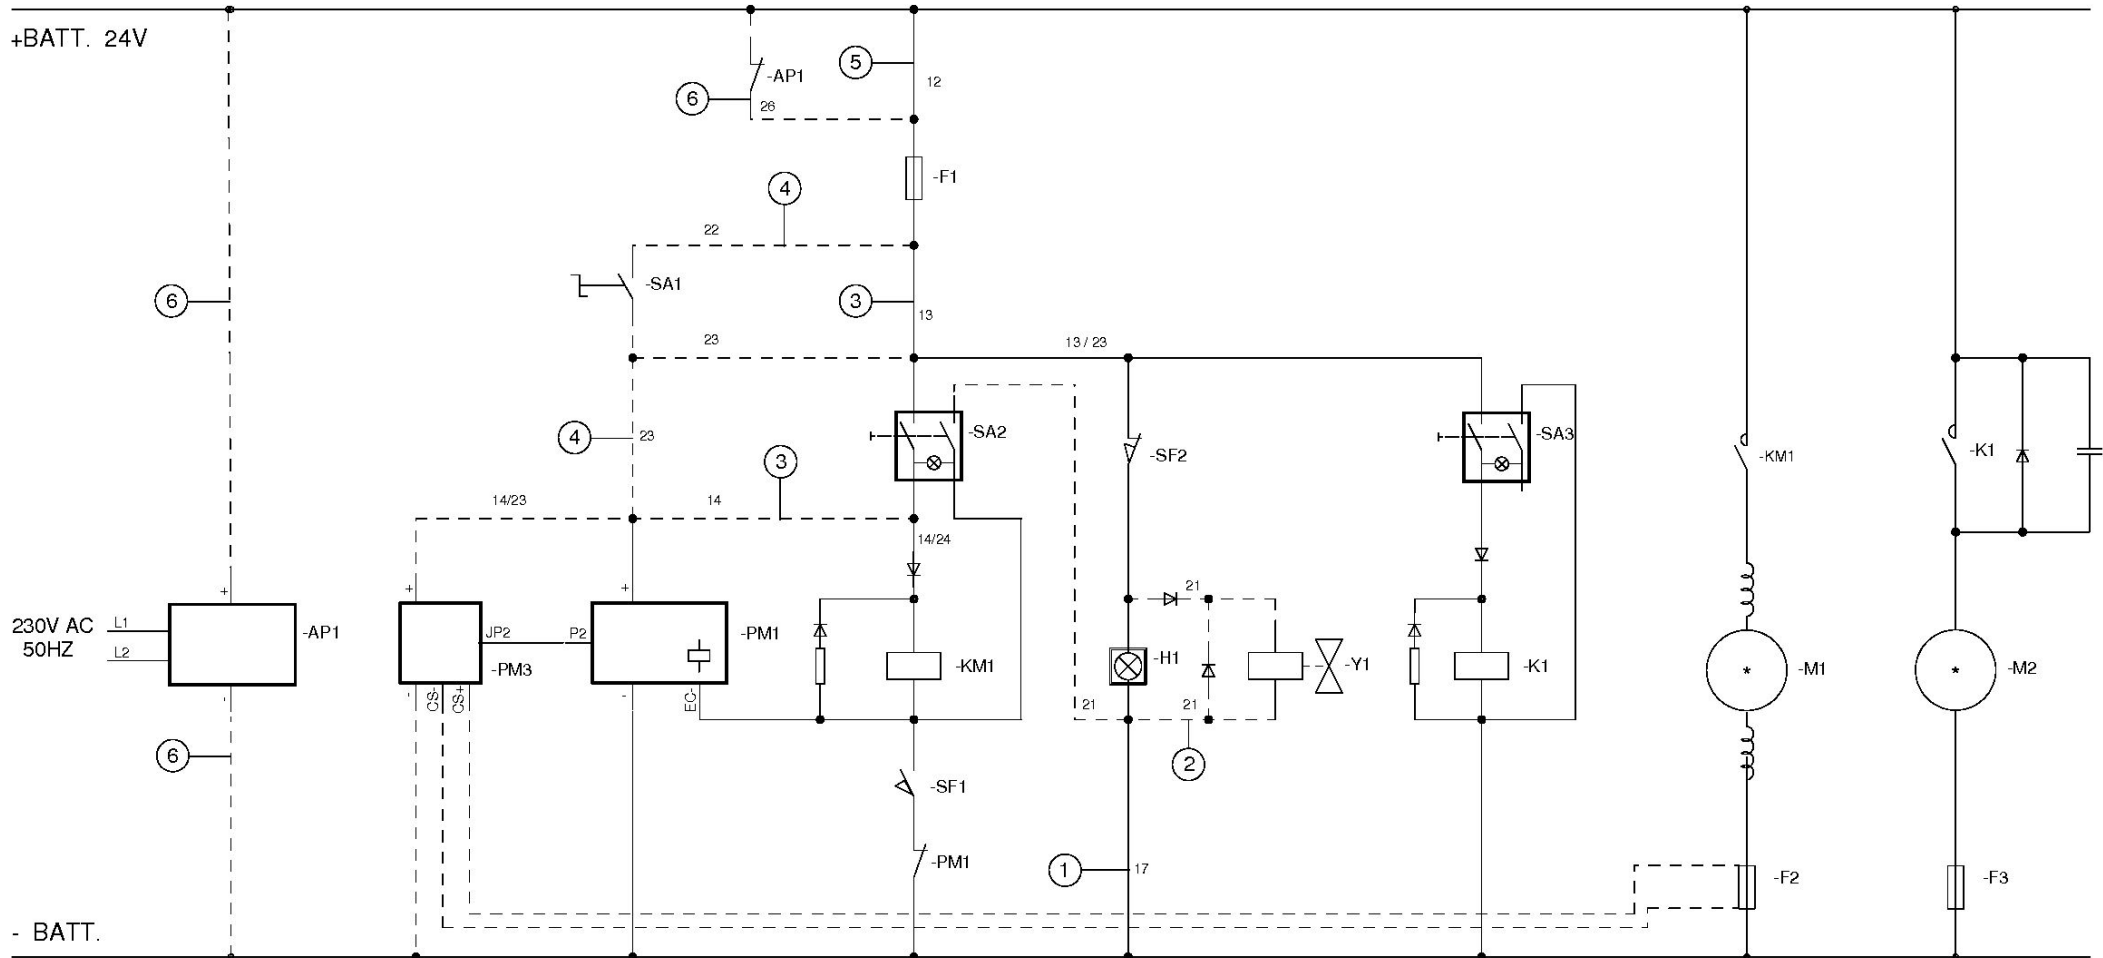 +BATT. 24V
5
-AP1
12
6
26
-F1
4
22
-SA1
6
3
13
23
13 / 23
4
23
-SA2
-SF2
-SA3
-KM1
-K1
3
14/23
14
14/24
+
+
+
21
230V AC
50HZ
L1
L2
-AP1
JP2
P2
-PM3
-PM1
-KM1
-H1
-Y1
-K1
*
-M1
*
-M2
-
-
CS-
CS+
-
EC-
21
21
6
2
-SF1
-PM1
1
17
-F2
-F3
- BATT.